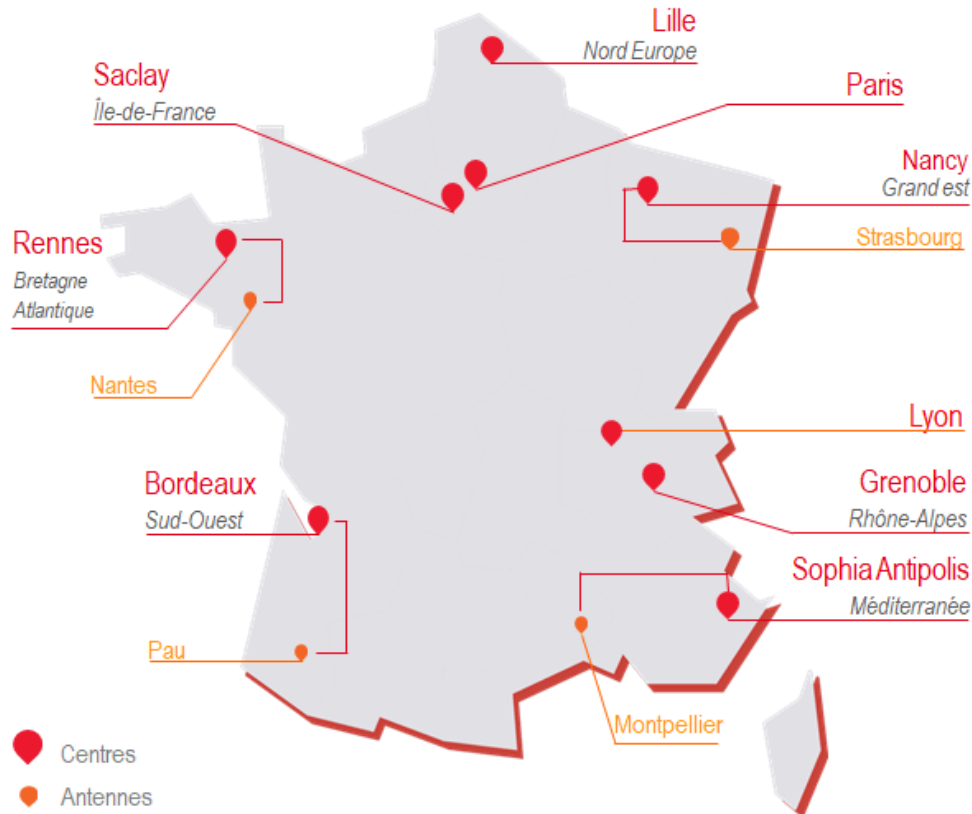 Lille
Nord Europe
Saclay
Île-de-France
Paris
Nancy
Grand est
Strasbourg
Rennes
Bretagne
Atlantique
Nantes
Lyon
Bordeaux
Sud-Ouest
Grenoble
Rhône-Alpes
Sophia Antipolis
Méditerranée
Pau
Montpellier
Centres
Antennes